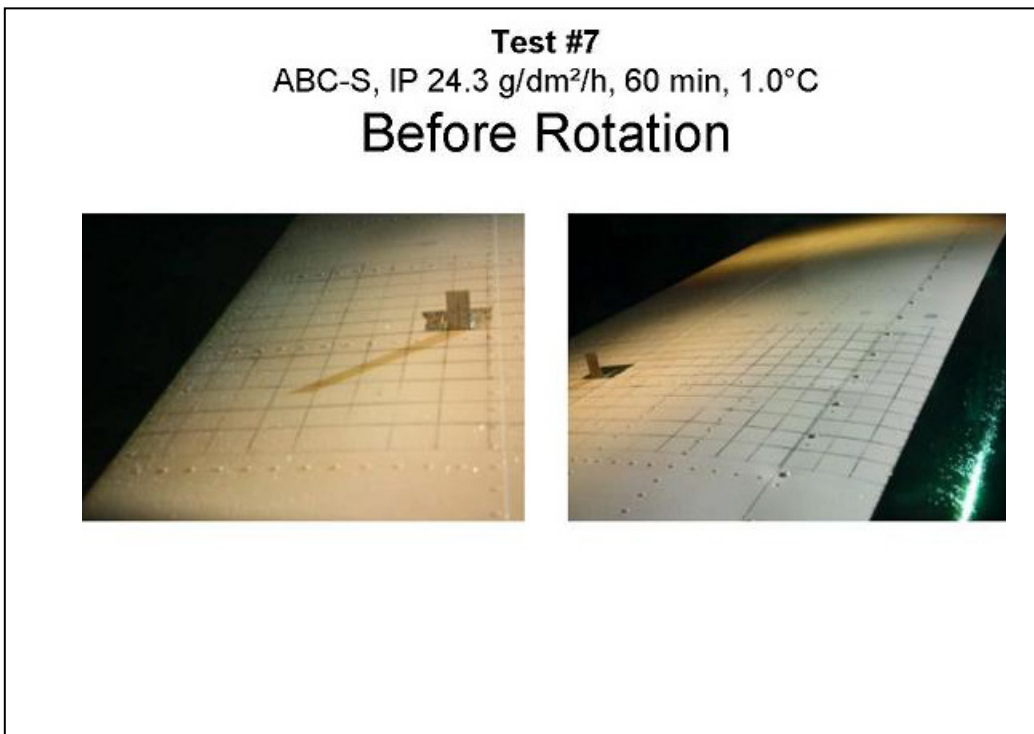 Test #7
ABC-S, IP 24.3 g/dm²/h, 60 min, 1.0°C
Before Rotation